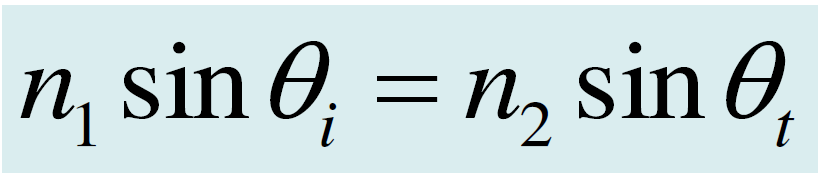 n₁ sin θᵢ = n₂ sin θₜ